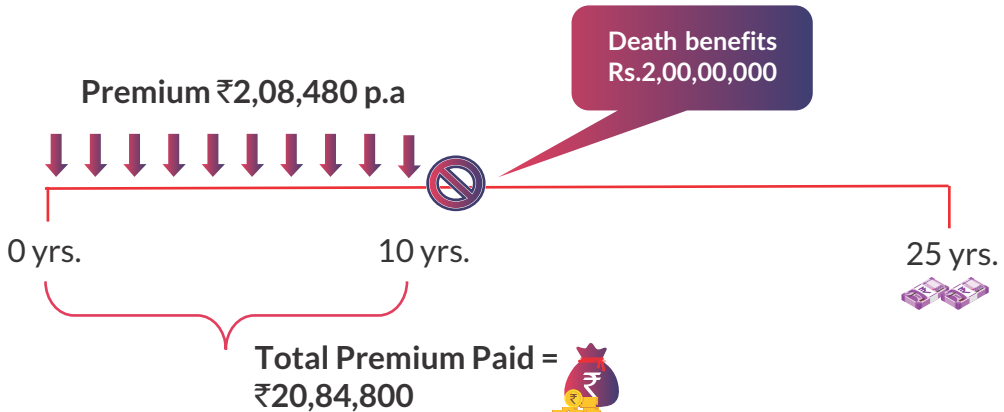 Death benefits
Rs.2,00,00,000
Premium ₹2,08,480 p.a
0 yrs.
10 yrs.
25 yrs.
Total Premium Paid =
₹20,84,800
₹
₹